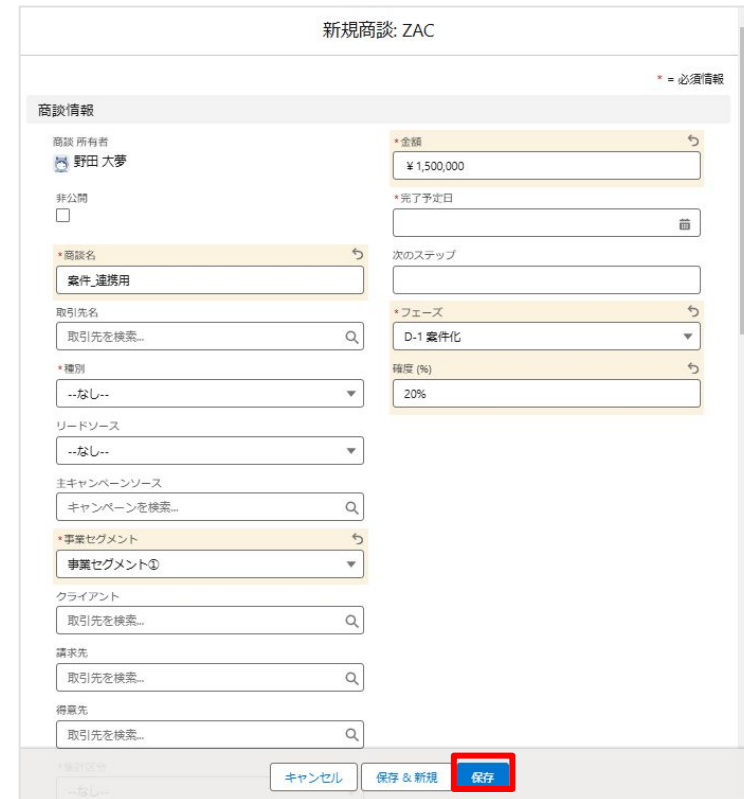 新規商談: ZAC
* = 必須情報
商談情報
商談 所有者
野田 大夢
非公開
*商談名
案件_連携用
取引先名
取引先を検索...
*種別
--なし--
リードソース
--なし--
主キャンペーンソース
キャンペーンを検索...
*事業セグメント
事業セグメント①
クライアント
取引先を検索...
請求先
取引先を検索...
得意先
取引先を検索...
*金額
¥ 1,500,000
*完了予定日
次のステップ
*フェーズ
D-1 案件化
確度 (%)
20%
*集計区分
--なし--
キャンセル
保存 & 新規
保存